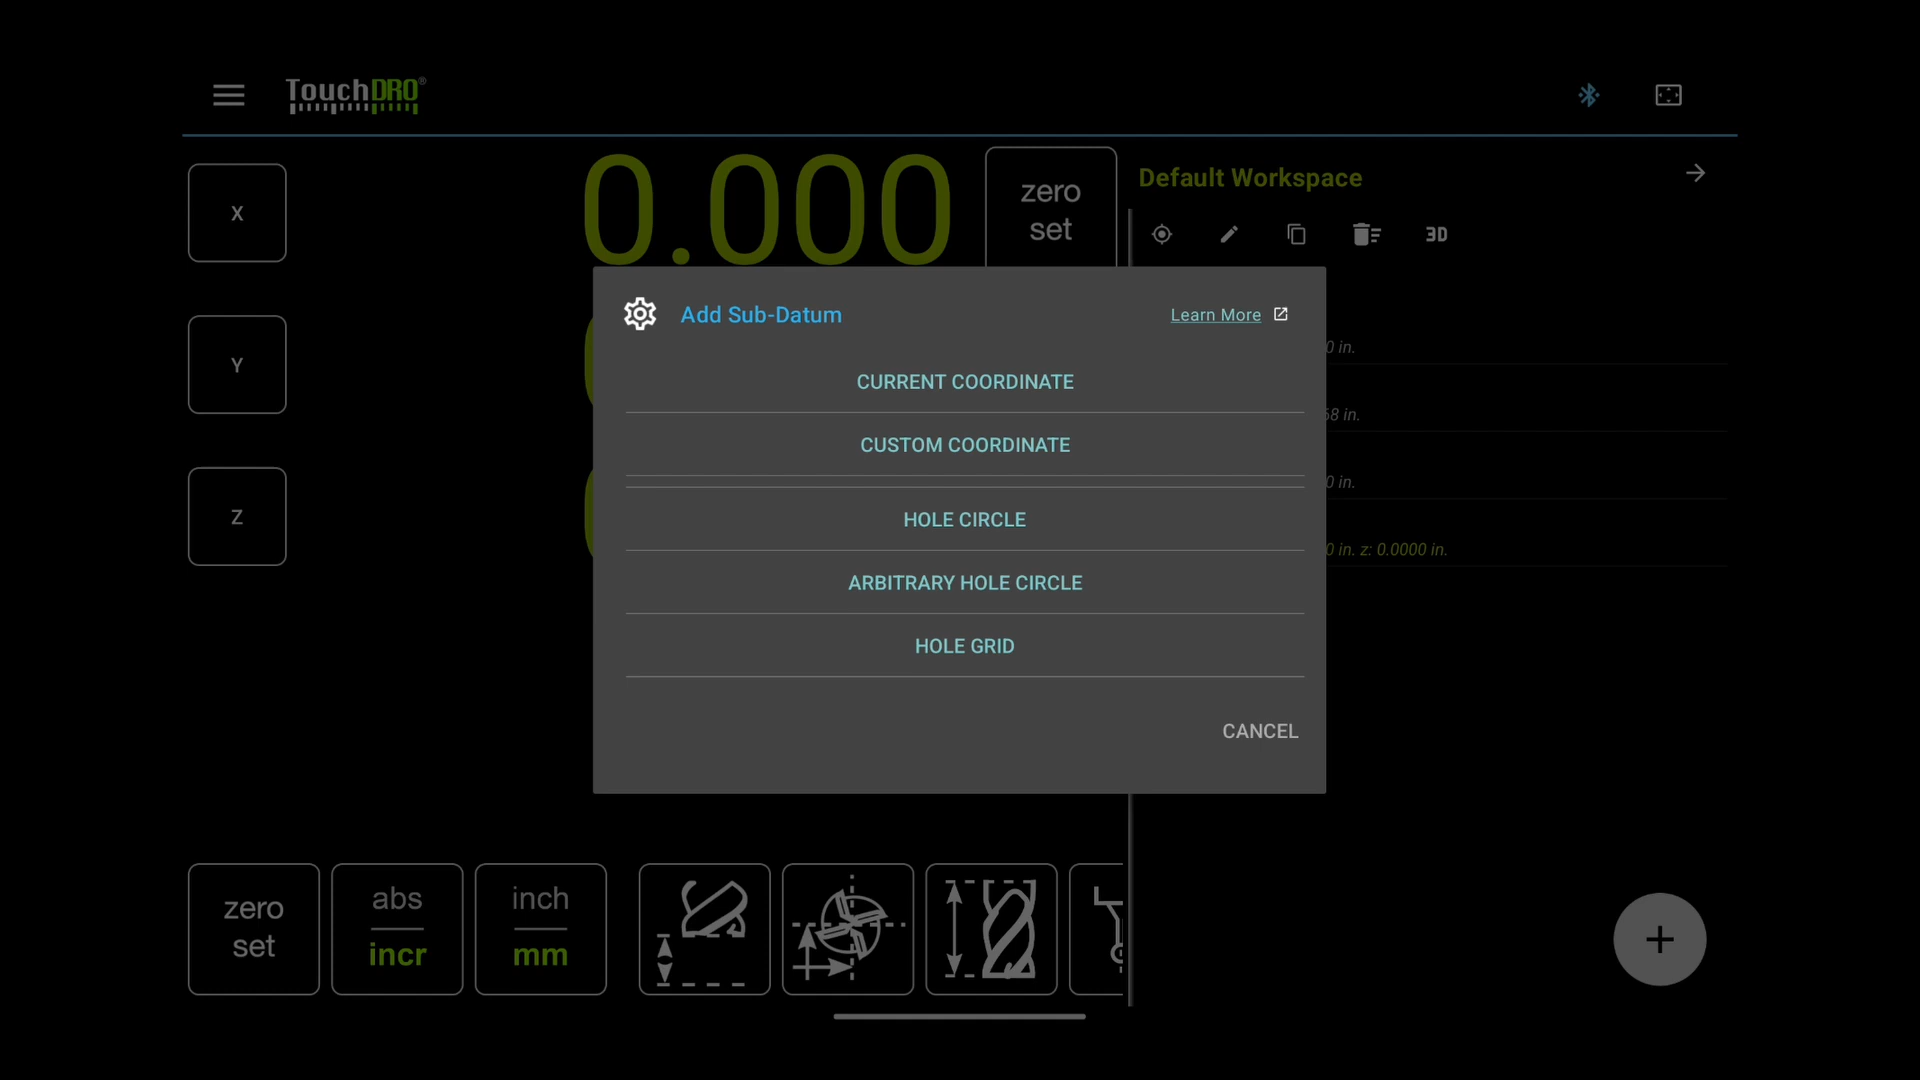 TouchDRO®
X
0.000
zero
set
Default Workspace
3D
Add Sub-Datum
Learn More
CURRENT COORDINATE
CUSTOM COORDINATE
HOLE CIRCLE
ARBITRARY HOLE CIRCLE
HOLE GRID
CANCEL
Y
Z
0 in.
68 in.
0 in.
0 in. z: 0.0000 in.
zero
set
abs
incr
inch
mm